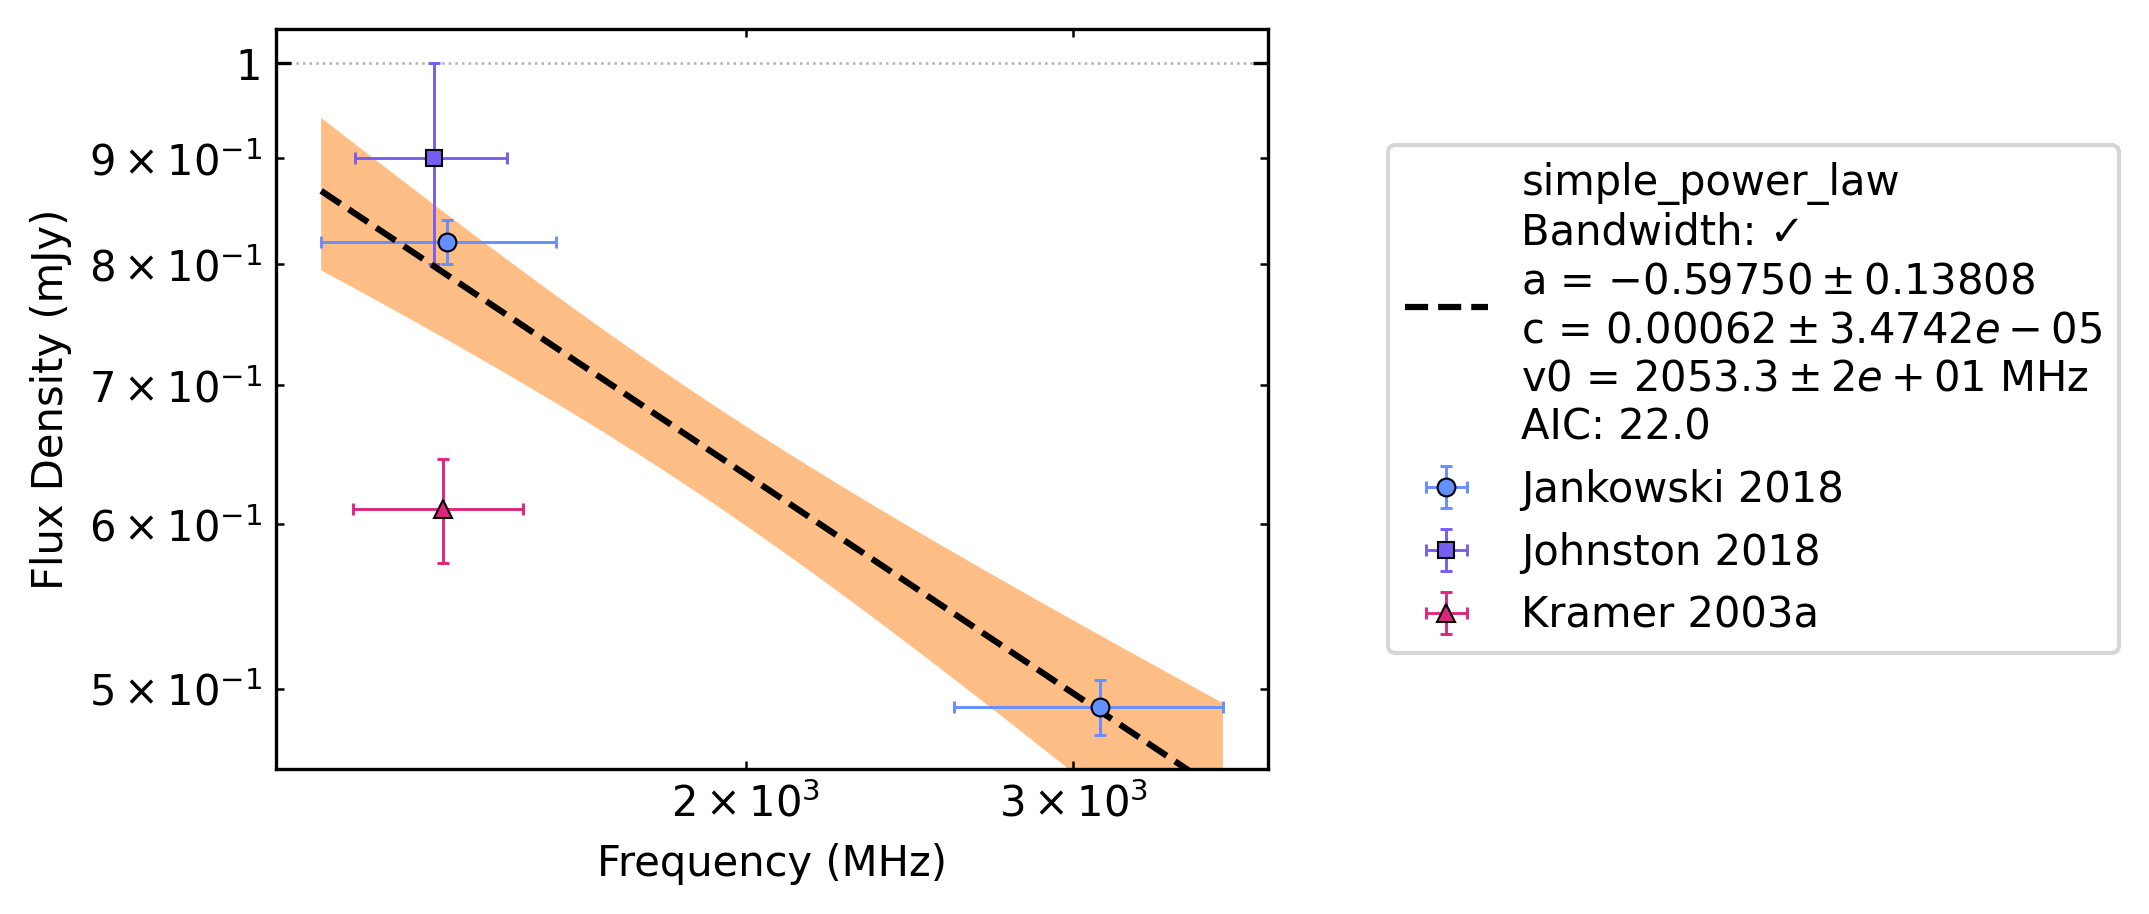 1
9 × 10⁻¹
8 × 10⁻¹
7 × 10⁻¹
6 × 10⁻¹
5 × 10⁻¹
Flux Density (mJy)
2 × 10³
3 × 10³
Frequency (MHz)
simple_power_law
Bandwidth: ✓
a = −0.59750 ± 0.13808
c = 0.00062 ± 3.4742e − 05
v0 = 2053.3 ± 2e + 01 MHz
AIC: 22.0
Jankowski 2018
Johnston 2018
Kramer 2003a